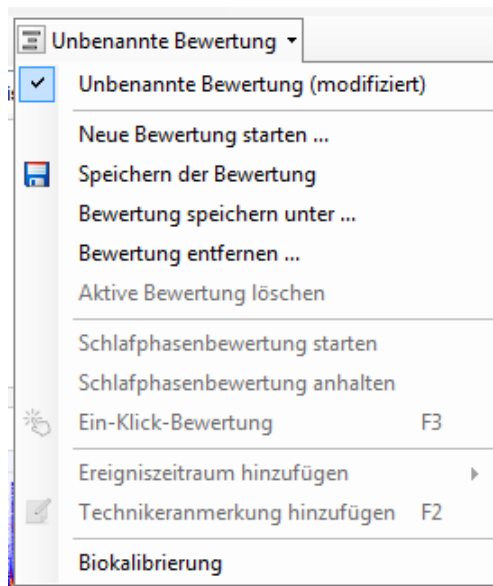 Unbenannte Bewertung
Unbenannte Bewertung (modifiziert)
Neue Bewertung starten ...
Speichern der Bewertung
Bewertung speichern unter ...
Bewertung entfernen ...
Aktive Bewertung löschen
Schlafphasenbewertung starten
Schlafphasenbewertung anhalten
Ein-Klick-Bewertung F3
Ereigniszeitraum hinzufügen
Technikeranmerkung hinzufügen F2
Biokalibrierung